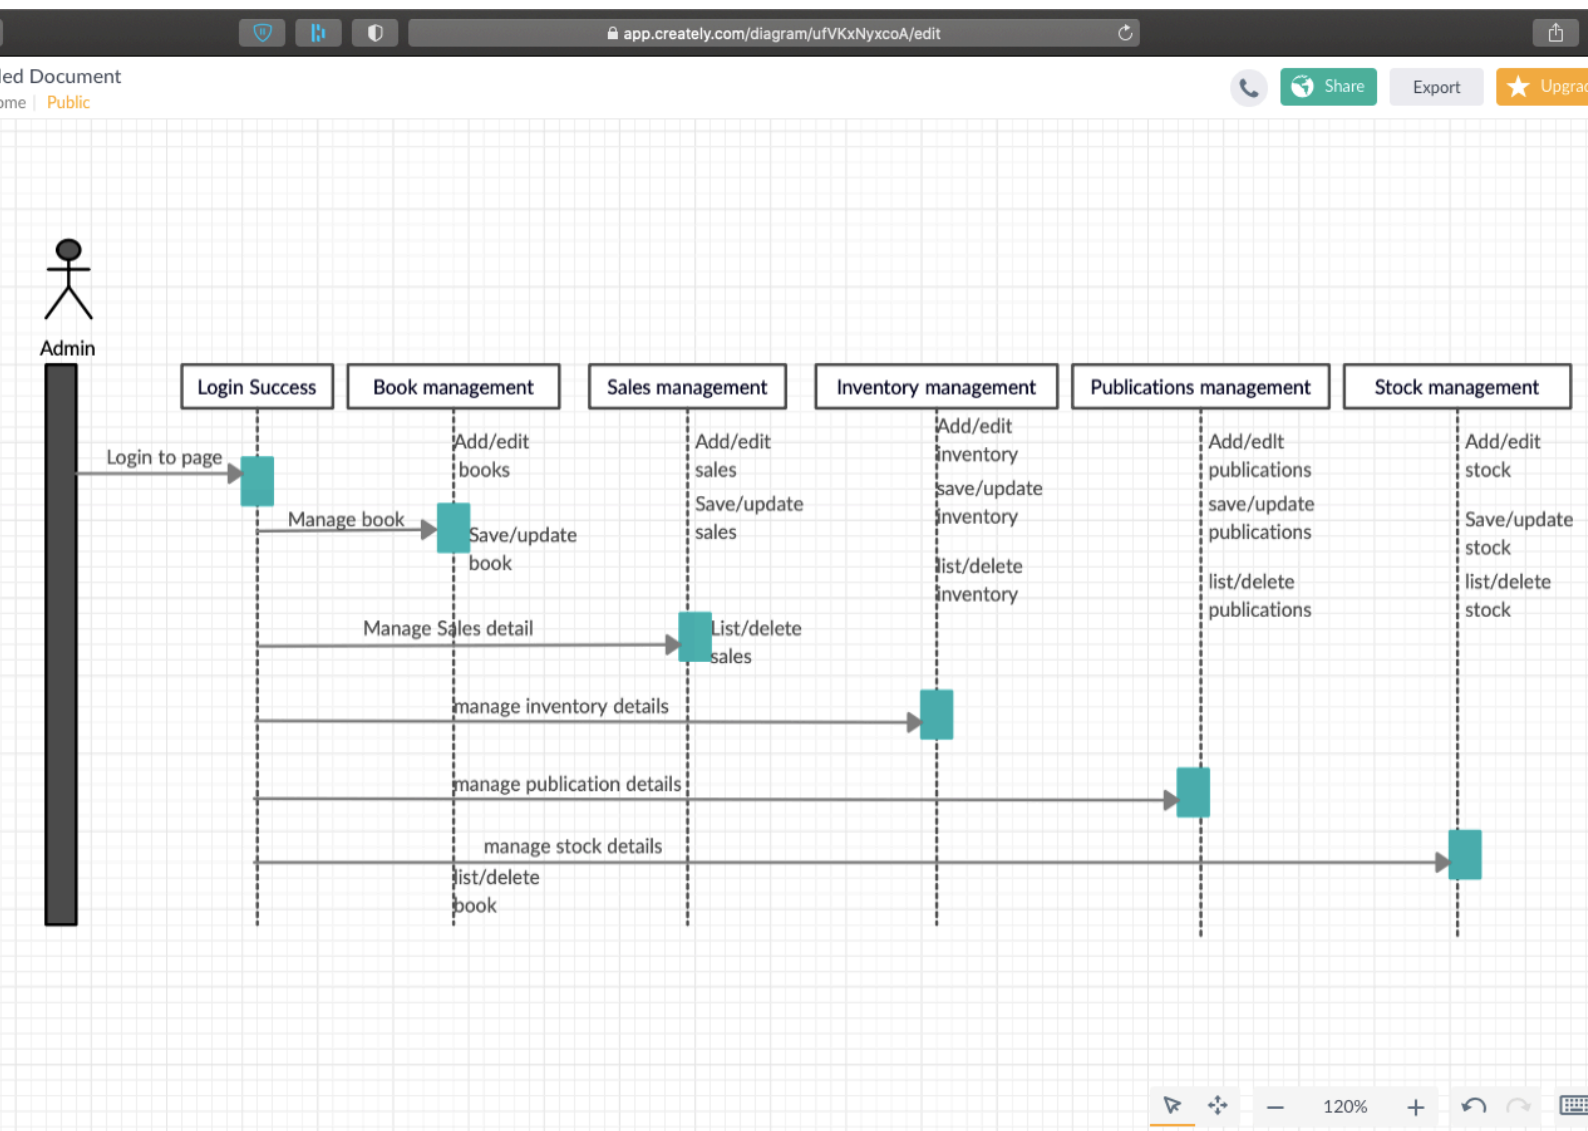 app.creately.com/diagram/ufVKxNyxcoA/edit
led Document
ome | Public
Share
Export
Upgrad
Admin
Login Success
Book management
Sales management
Inventory management
Publications management
Stock management
Login to page
Add/edit
books
Add/edit
sales
Add/edit
inventory
Add/edlt
publications
Add/edit
stock
Manage book
Save/update
book
Save/update
sales
save/update
inventory
save/update
publications
Save/update
stock
list/delete
inventory
list/delete
publications
list/delete
stock
Manage Sales detail
List/delete
sales
manage inventory details
manage publication details
manage stock details
list/delete
book
120%